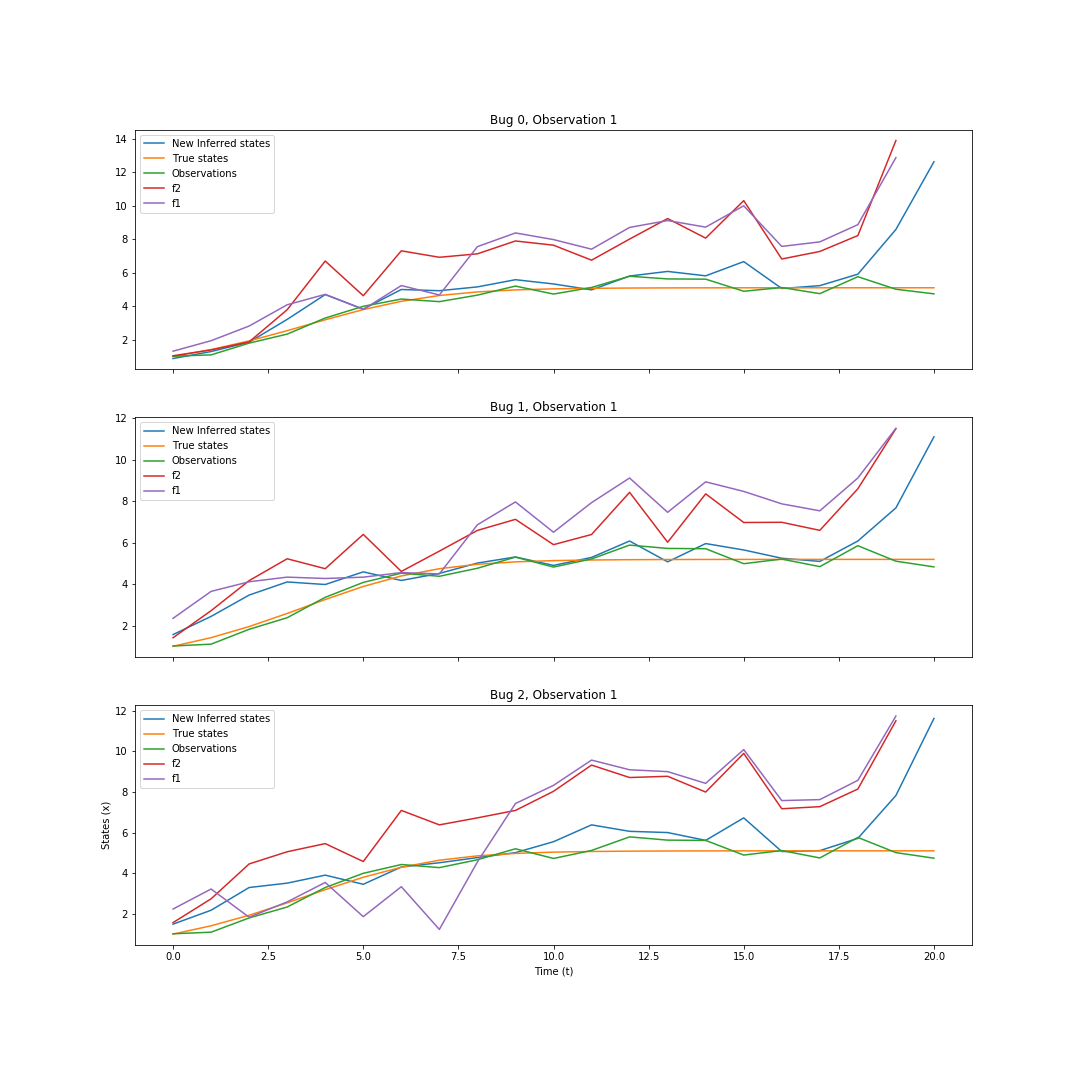 Bug 0, Observation 1
14
12
10
8
6
4
2
New Inferred states
True states
Observations
f2
f1
Bug 1, Observation 1
12
10
8
6
4
2
New Inferred states
True states
Observations
f2
f1
Bug 2, Observation 1
12
10
8
6
4
2
New Inferred states
True states
Observations
f2
f1
States (x)
0.0 2.5 5.0 7.5 10.0 12.5 15.0 17.5 20.0
Time (t)